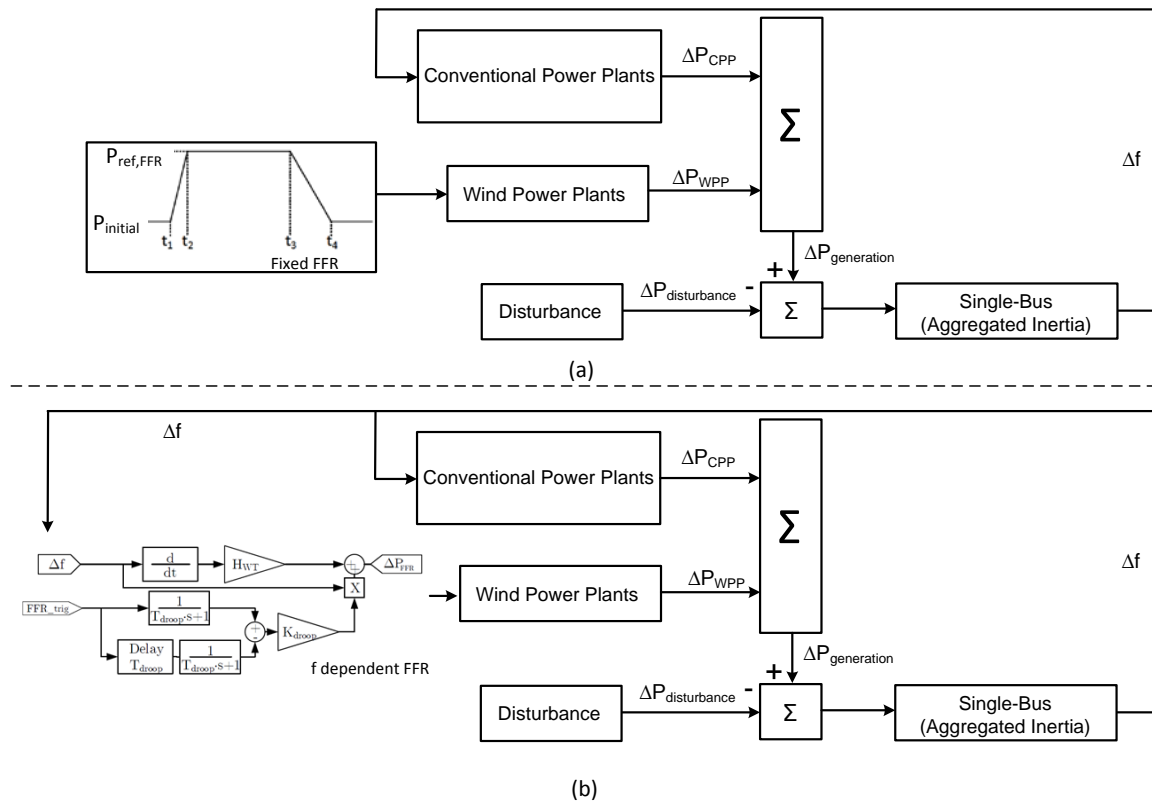 (a)
Conventional Power Plants
ΔP_CPP
Σ
Δf
P_ref,FFR
P_initial
t_1 t_2 t_3 t_4
Fixed FFR
Wind Power Plants
ΔP_WPP
ΔP_generation
+
-
Disturbance
ΔP_disturbance
Σ
Single-Bus
(Aggregated Inertia)
(a)
Δf
Conventional Power Plants
ΔP_CPP
Σ
Δf
Δf
d
dt
H_WT
+
+
ΔP_FFR
X
FFR_trig
1
T_droop·s+1
+
-
K_droop
Delay
T_droop
1
T_droop·s+1
f dependent FFR
Wind Power Plants
ΔP_WPP
ΔP_generation
+
-
Disturbance
ΔP_disturbance
Σ
Single-Bus
(Aggregated Inertia)
(b)